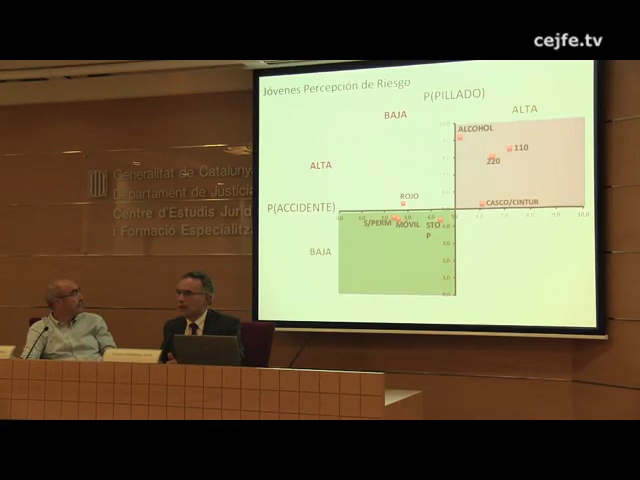 cejfe.tv
Jóvenes Percepción de Riesgo
P(PILLADO)
BAJA
ALTA
ALCOHOL
110
220
ALTA
ROJO
CASCO/CINTUR
P(ACCIDENTE)
S/PERM
MÓVIL
STO
P
BAJA
Generalitat de Catalunya
Departament de Justícia
Centre d'Estudis Juríd
i Formació Especialitz